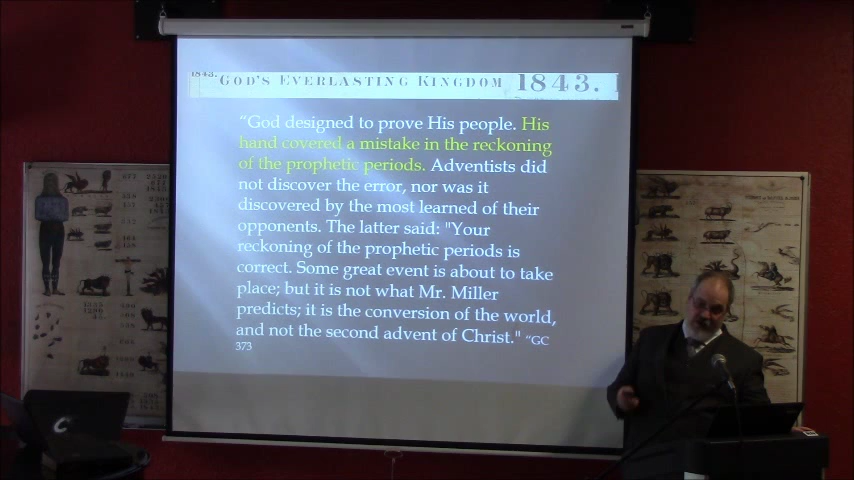 1843. GOD'S EVERLASTING KINGDOM 1843.
“God designed to prove His people. His
hand covered a mistake in the reckoning
of the prophetic periods. Adventists did
not discover the error, nor was it
discovered by the most learned of their
opponents. The latter said: "Your
reckoning of the prophetic periods is
correct. Some great event is about to take
place; but it is not what Mr. Miller
predicts; it is the conversion of the world,
and not the second advent of Christ." “GC
373